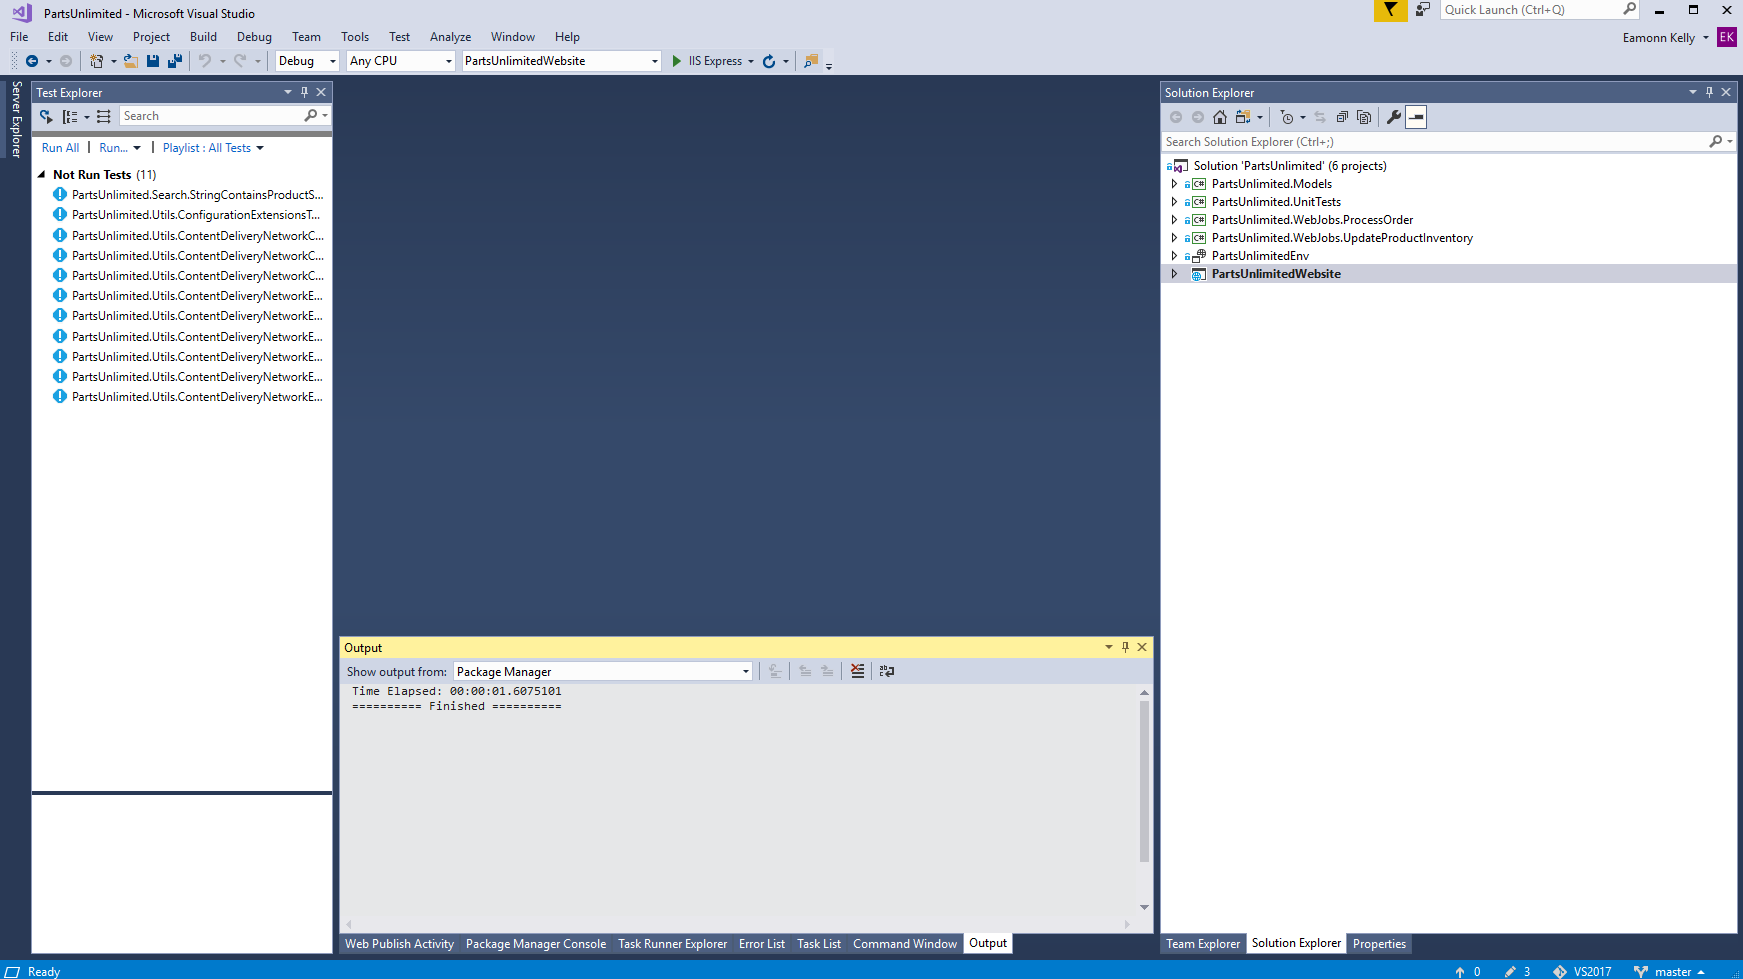 PartsUnlimited - Microsoft Visual Studio
Quick Launch (Ctrl+Q)
File Edit View Project Build Debug Team Tools Test Analyze Window Help
Eamonn Kelly EK
Debug Any CPU PartsUnlimitedWebsite IIS Express
Server Explorer
Test Explorer
Search
Run All Run... Playlist : All Tests
Not Run Tests (11)
PartsUnlimited.Search.StringContainsProductS...
PartsUnlimited.Utils.ConfigurationExtensionsT...
PartsUnlimited.Utils.ContentDeliveryNetworkC...
PartsUnlimited.Utils.ContentDeliveryNetworkC...
PartsUnlimited.Utils.ContentDeliveryNetworkC...
PartsUnlimited.Utils.ContentDeliveryNetworkE...
PartsUnlimited.Utils.ContentDeliveryNetworkE...
PartsUnlimited.Utils.ContentDeliveryNetworkE...
PartsUnlimited.Utils.ContentDeliveryNetworkE...
PartsUnlimited.Utils.ContentDeliveryNetworkE...
PartsUnlimited.Utils.ContentDeliveryNetworkE...
Output
Show output from: Package Manager
Time Elapsed: 00:00:01.6075101
========== Finished ==========
Web Publish Activity Package Manager Console Task Runner Explorer Error List Task List Command Window Output
Solution Explorer
Search Solution Explorer (Ctrl+;)
Solution 'PartsUnlimited' (6 projects)
C# PartsUnlimited.Models
C# PartsUnlimited.UnitTests
C# PartsUnlimited.WebJobs.ProcessOrder
C# PartsUnlimited.WebJobs.UpdateProductInventory
PartsUnlimitedEnv
PartsUnlimitedWebsite
Team Explorer Solution Explorer Properties
Ready 0 3 VS2017 master